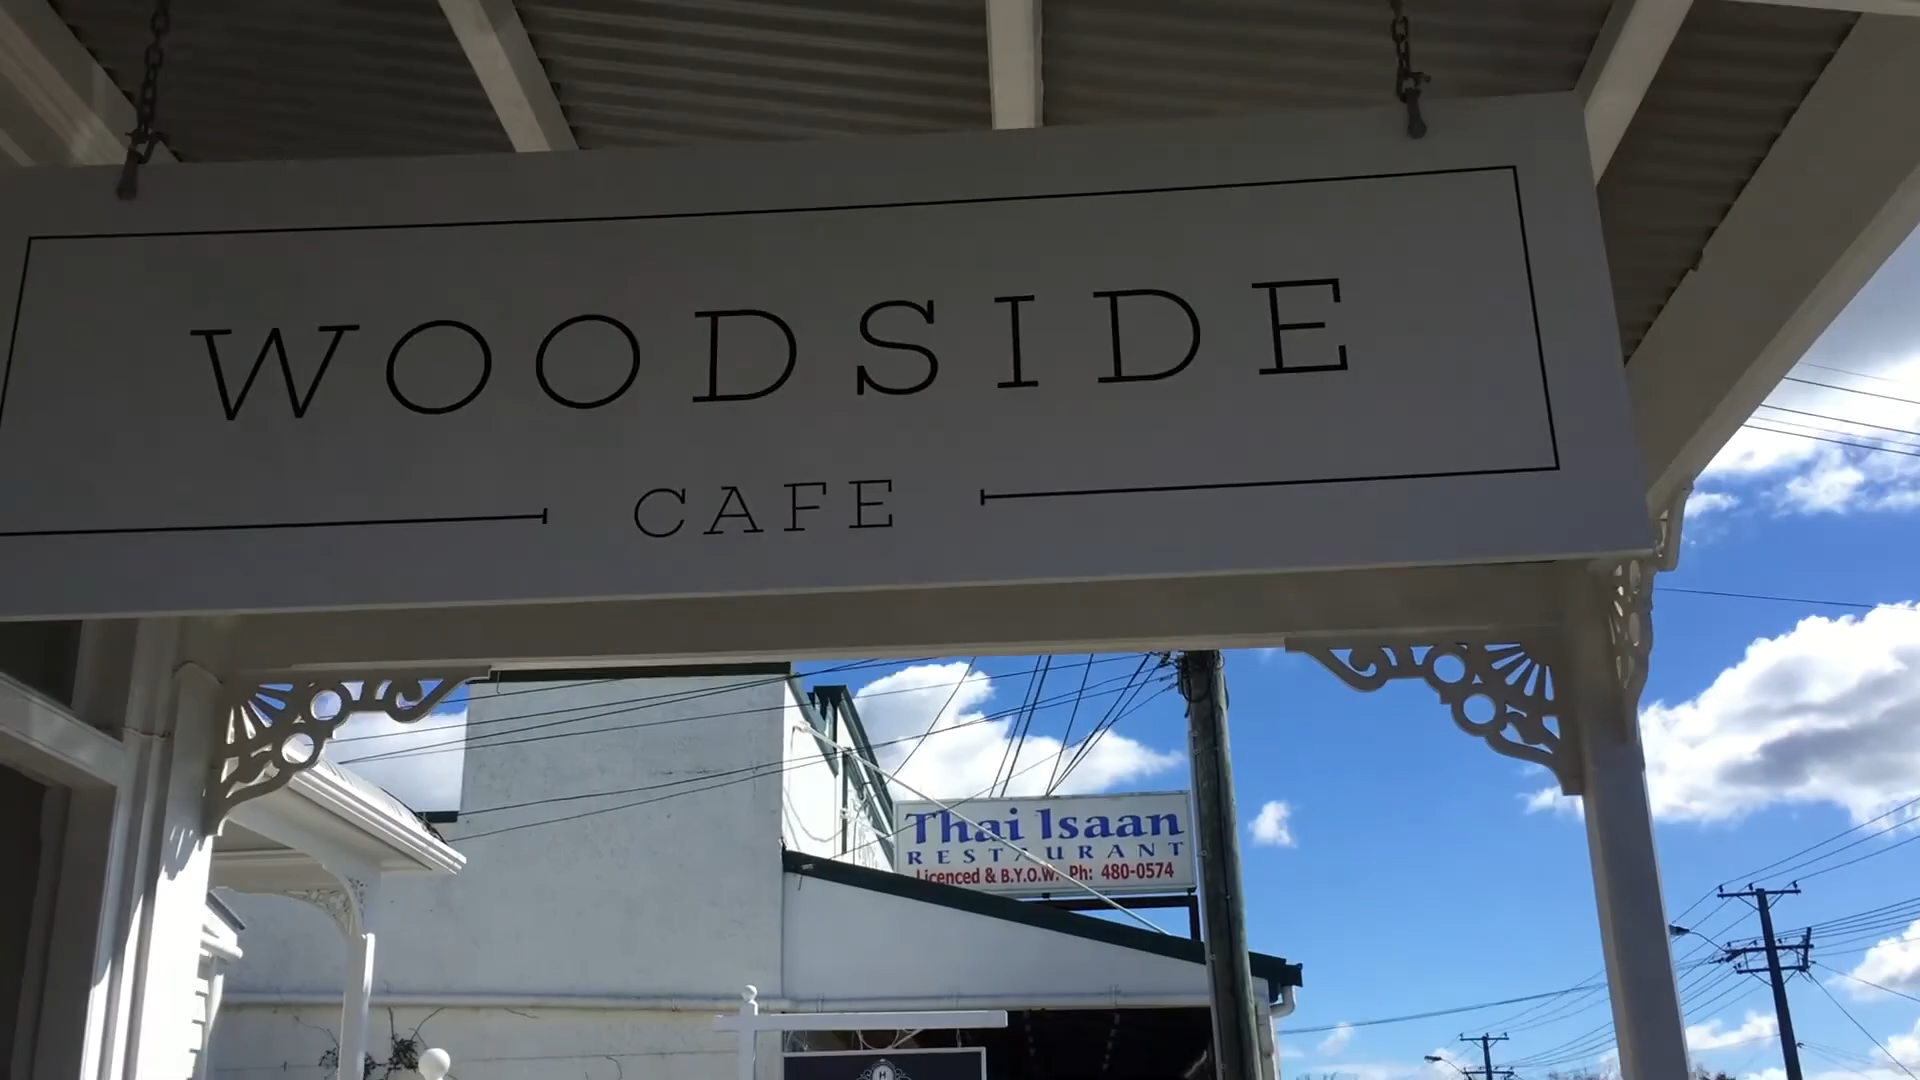 WOODSIDE
CAFE
Thai Isaan
RESTAURANT
Licenced & B.Y.O.W. Ph: 480-0574
H